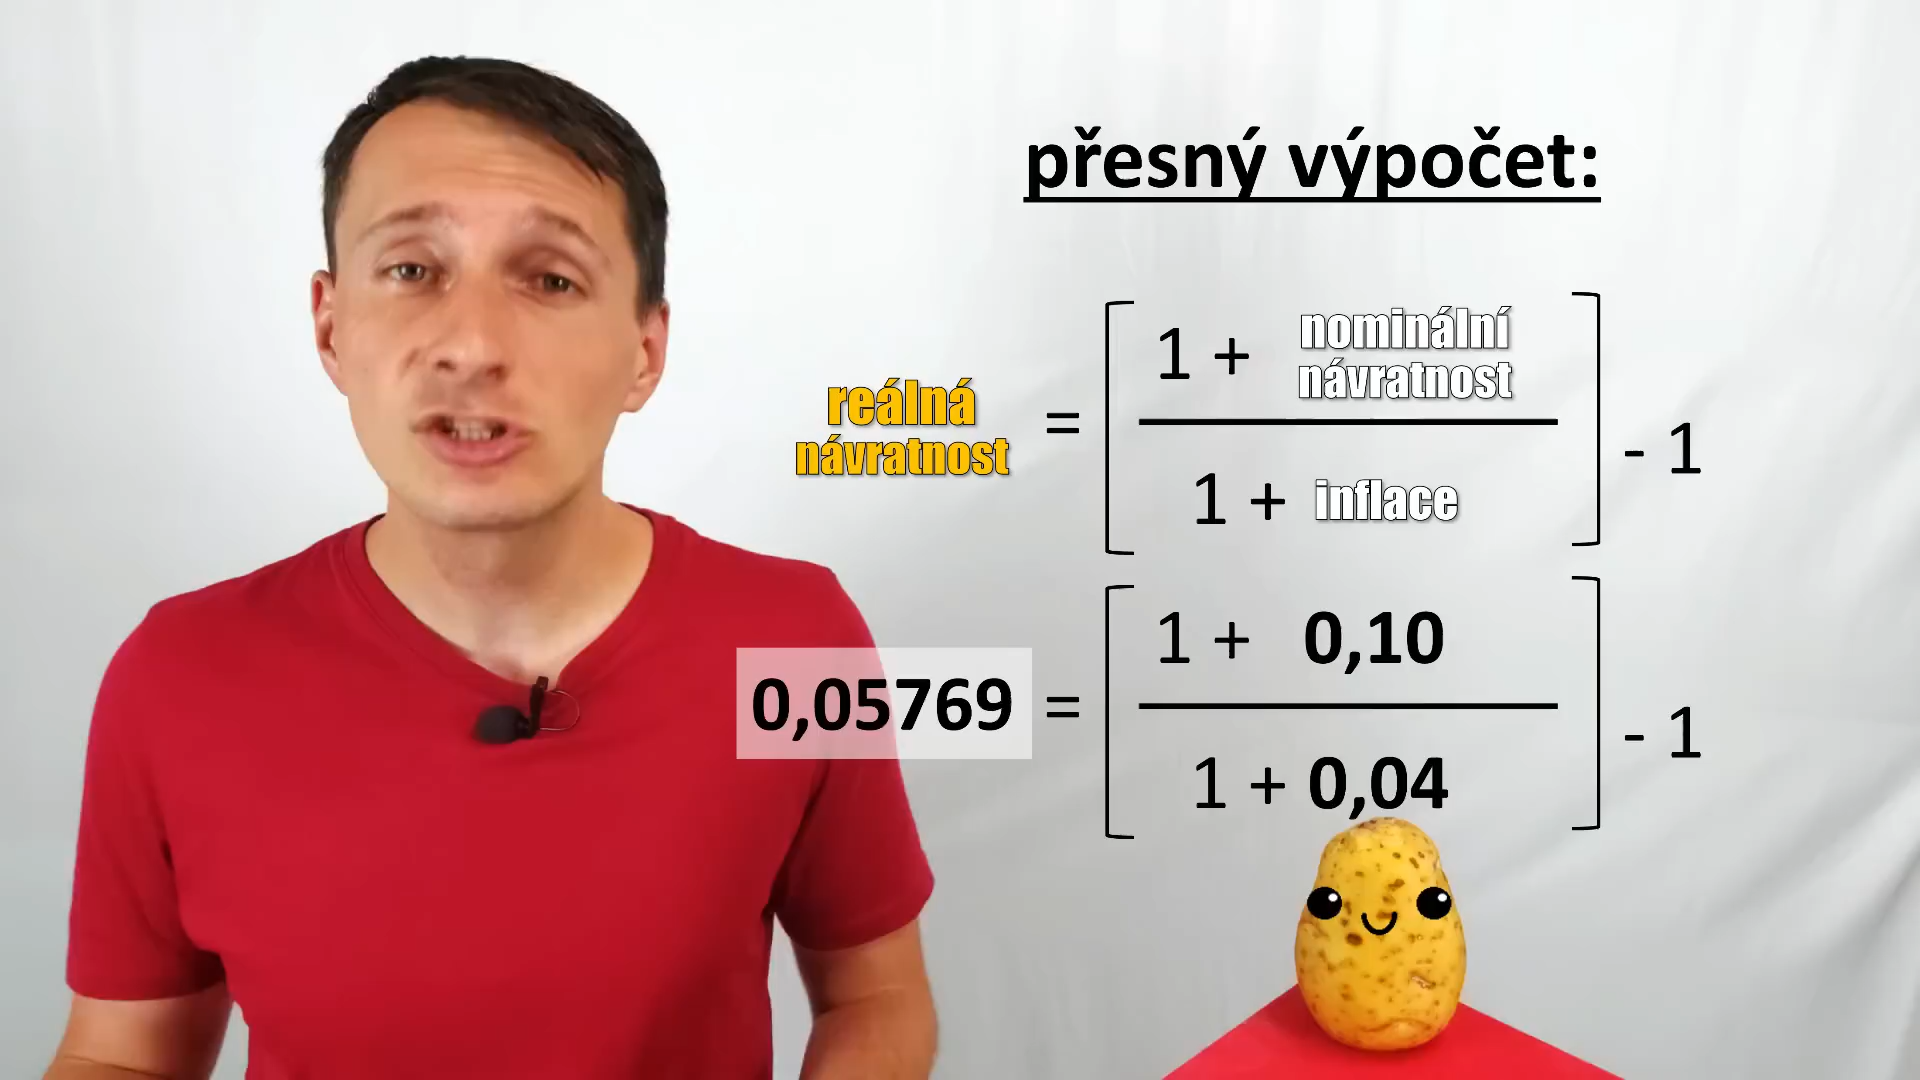 přesný výpočet:
reálná
návratnost
=
1 + nominální
návratnost
1 + inflace
- 1
0,05769 =
1 + 0,10
1 + 0,04
- 1